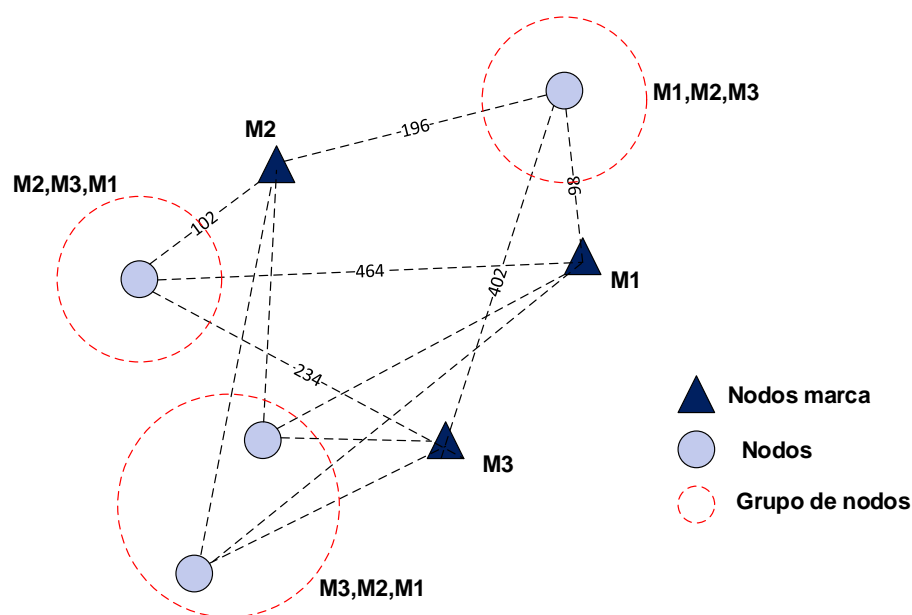 M1,M2,M3
M2
196
M2,M3,M1
98
102
464
M1
402
234
Nodos marca
M3
Nodos
Grupo de nodos
M3,M2,M1